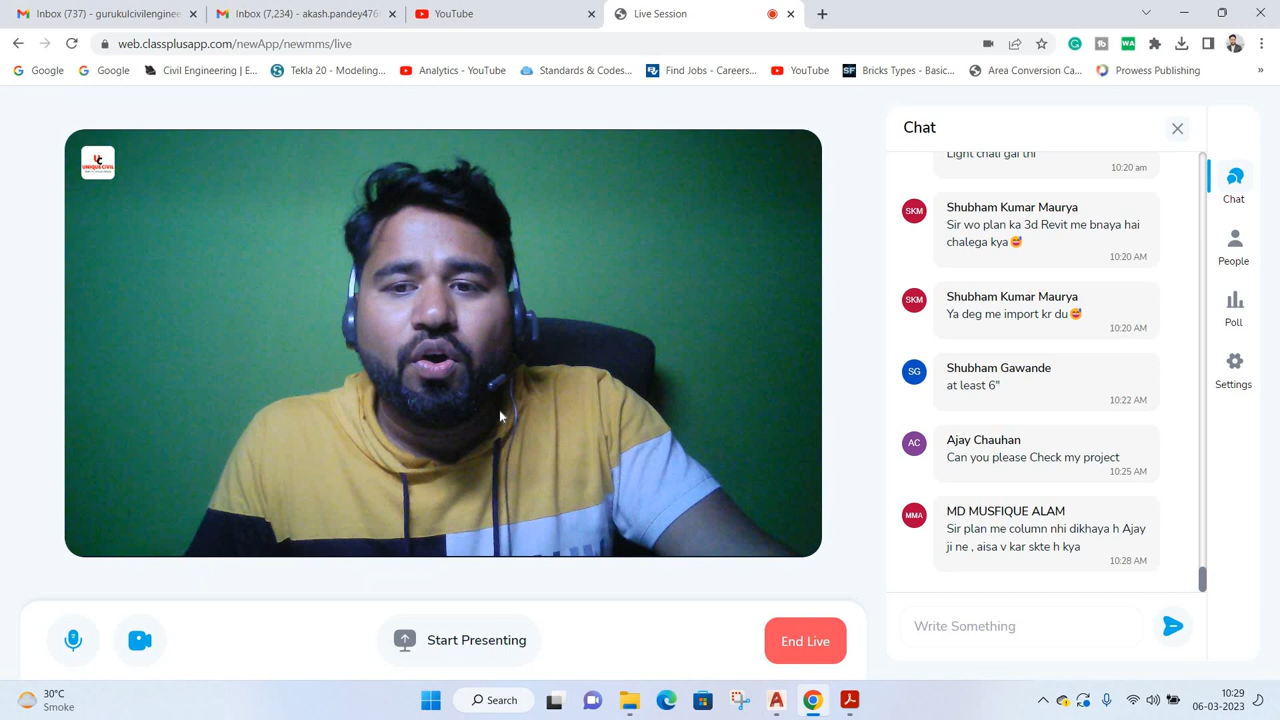 Inbox (737) - gurukulcivilenginee
Inbox (7,234) - akash.pandey476
YouTube
Live Session
web.classplusapp.com/newApp/newmms/live
Google
Google
Civil Engineering | E...
Tekla 20 - Modeling...
Analytics - YouTube
Standards & Codes...
Find Jobs - Careers...
YouTube
Bricks Types - Basic...
Area Conversion Ca...
Prowess Publishing
UC
UNIQUE CIVIL
Chat
Light chali gai thi
10:20 am
SKM
Shubham Kumar Maurya
Sir wo plan ka 3d Revit me bnaya hai
chalega kya😅
10:20 AM
SKM
Shubham Kumar Maurya
Ya deg me import kr du😅
10:20 AM
SG
Shubham Gawande
at least 6"
10:22 AM
AC
Ajay Chauhan
Can you please Check my project
10:25 AM
MMA
MD MUSFIQUE ALAM
Sir plan me column nhi dikhaya h Ajay
ji ne , aisa v kar skte h kya
10:28 AM
Chat
People
Poll
Settings
Write Something
Start Presenting
End Live
30°C
Smoke
Search
10:29
06-03-2023